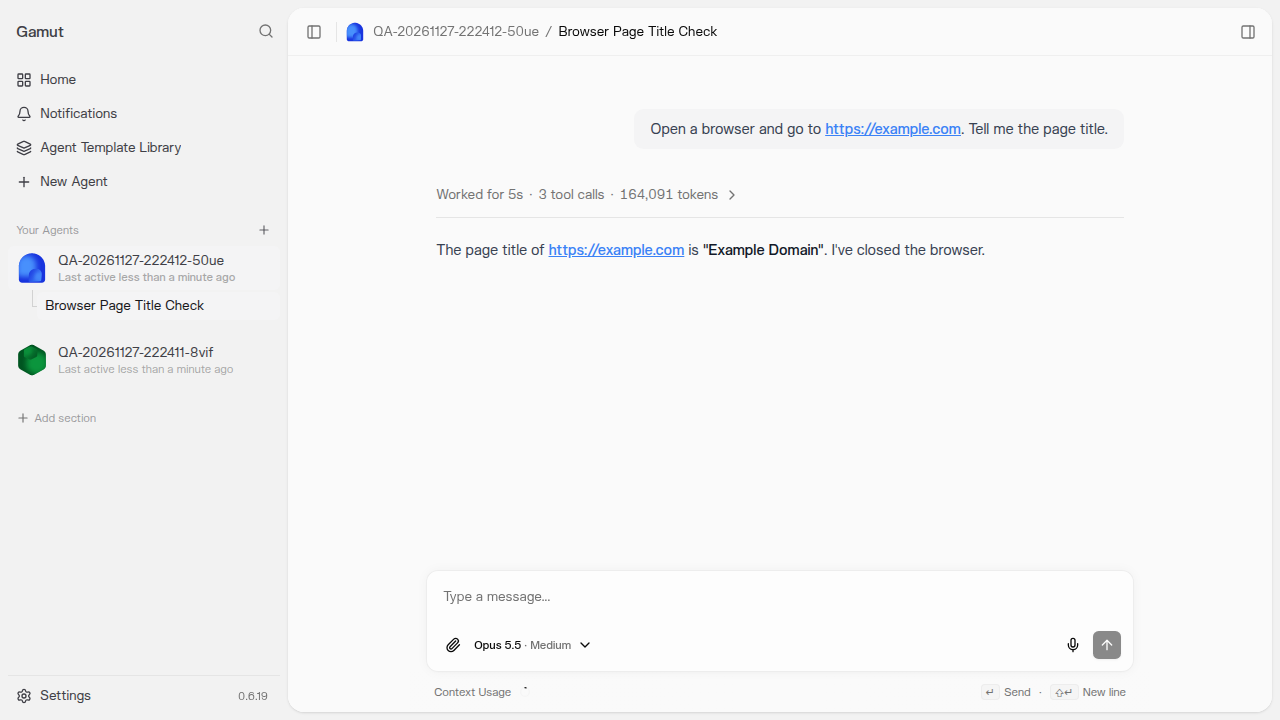 Gamut
Home
Notifications
Agent Template Library
New Agent
Your Agents
QA-20261127-222412-50ue
Last active less than a minute ago
Browser Page Title Check
QA-20261127-222411-8vif
Last active less than a minute ago
Add section
Settings
0.6.19
QA-20261127-222412-50ue / Browser Page Title Check
Open a browser and go to https://example.com. Tell me the page title.
Worked for 5s · 3 tool calls · 164,091 tokens
The page title of https://example.com is "Example Domain". I've closed the browser.
Type a message...
Opus 5.5 · Medium
Context Usage
Send · New line